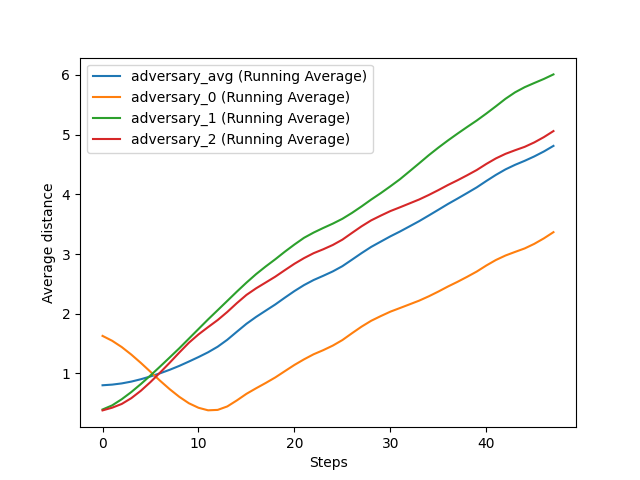 adversary_avg (Running Average)
adversary_0 (Running Average)
adversary_1 (Running Average)
adversary_2 (Running Average)
6
5
4
3
2
1
Average distance
0 10 20 30 40
Steps